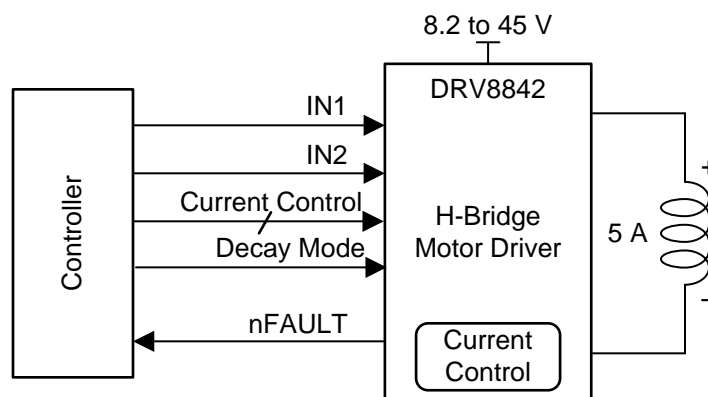 8.2 to 45 V
DRV8842
Controller
IN1
IN2
Current Control
Decay Mode
nFAULT
H-Bridge
Motor Driver
Current
Control
5 A
+
–